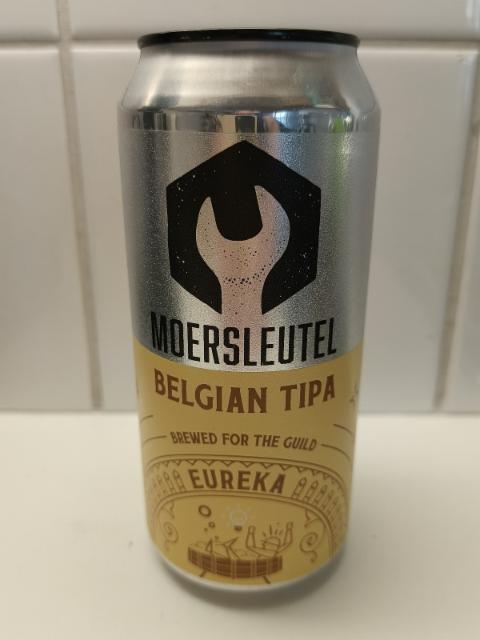 MOERSLEUTEL
BELGIAN TIPA
BREWED FOR THE GUILD
EUREKA